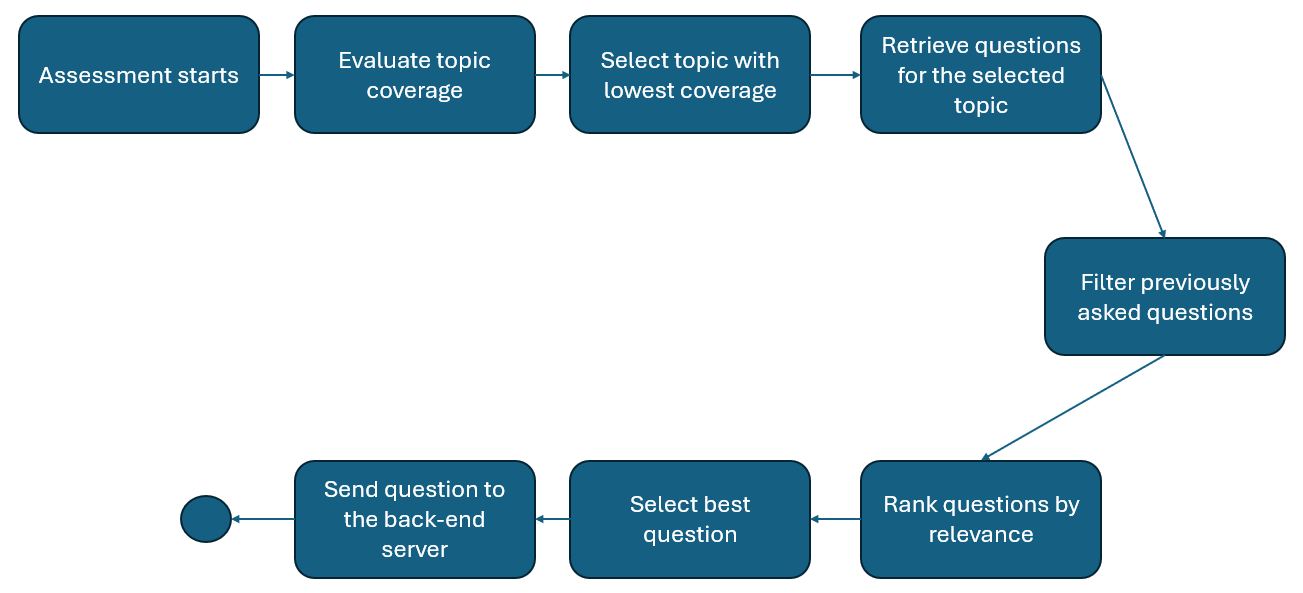 Assessment starts
Evaluate topic
coverage
Select topic with
lowest coverage
Retrieve questions
for the selected
topic
Filter previously
asked questions
Rank questions by
relevance
Select best
question
Send question to
the back-end
server